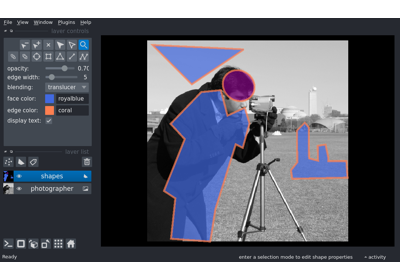 File View Window Plugins Help
layer controls
opacity: 0.70
edge width: 5
blending: translucer
face color: royalblue
edge color: coral
display text:
layer list
shapes
photographer
Ready enter a selection mode to edit shape properties activity